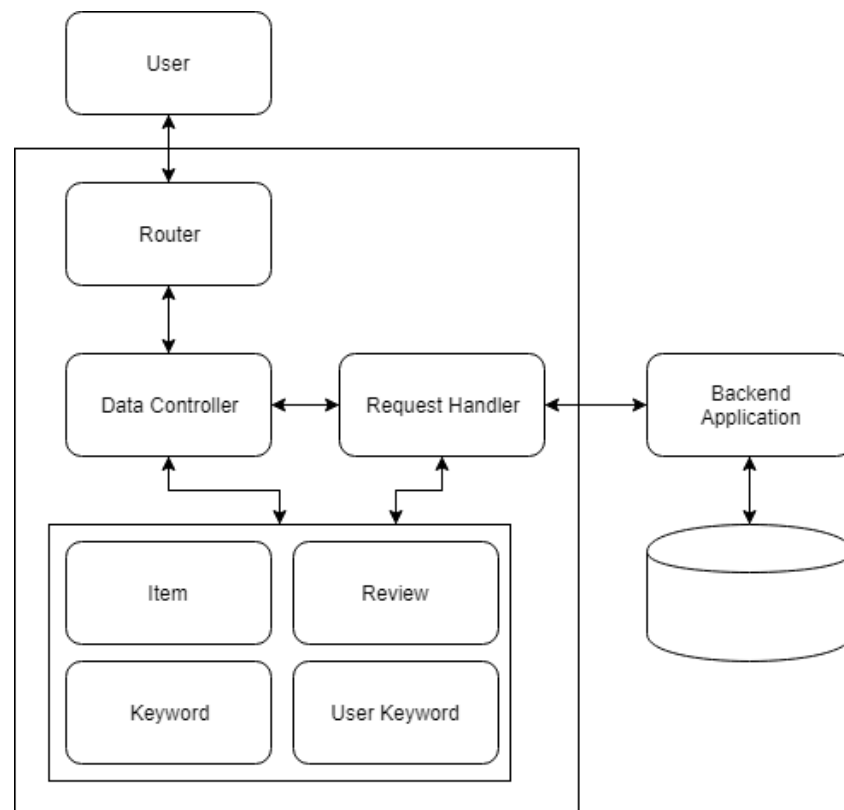 User
Router
Data Controller
Request Handler
Backend
Application
Item
Review
Keyword
User Keyword